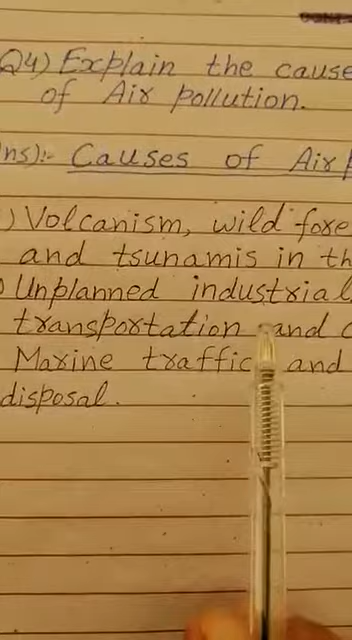 Q4) Explain the cause
of Air pollution.
ns):- Causes of Air p
) Volcanism, wild fore
and tsunamis in th
Unplanned industrial
transportation and c
Marine traffic and
disposal.